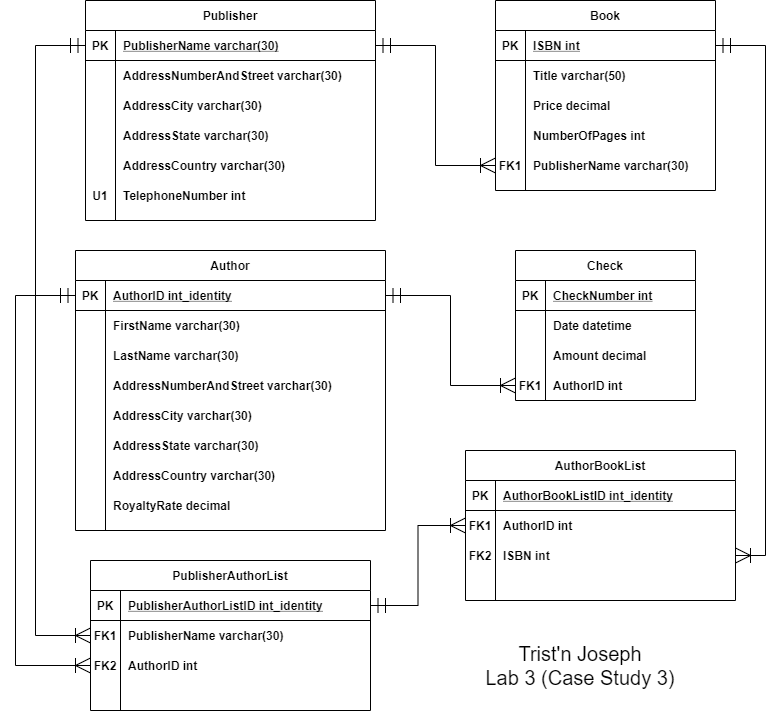 Publisher
PK PublisherName varchar(30)
AddressNumberAndStreet varchar(30)
AddressCity varchar(30)
AddressState varchar(30)
AddressCountry varchar(30)
U1 TelephoneNumber int
Book
PK ISBN int
Title varchar(50)
Price decimal
NumberOfPages int
FK1 PublisherName varchar(30)
Author
PK AuthorID int_identity
FirstName varchar(30)
LastName varchar(30)
AddressNumberAndStreet varchar(30)
AddressCity varchar(30)
AddressState varchar(30)
AddressCountry varchar(30)
RoyaltyRate decimal
Check
PK CheckNumber int
Date datetime
Amount decimal
FK1 AuthorID int
AuthorBookList
PK AuthorBookListID int_identity
FK1 AuthorID int
FK2 ISBN int
PublisherAuthorList
PK PublisherAuthorListID int_identity
FK1 PublisherName varchar(30)
FK2 AuthorID int
Trist'n Joseph
Lab 3 (Case Study 3)